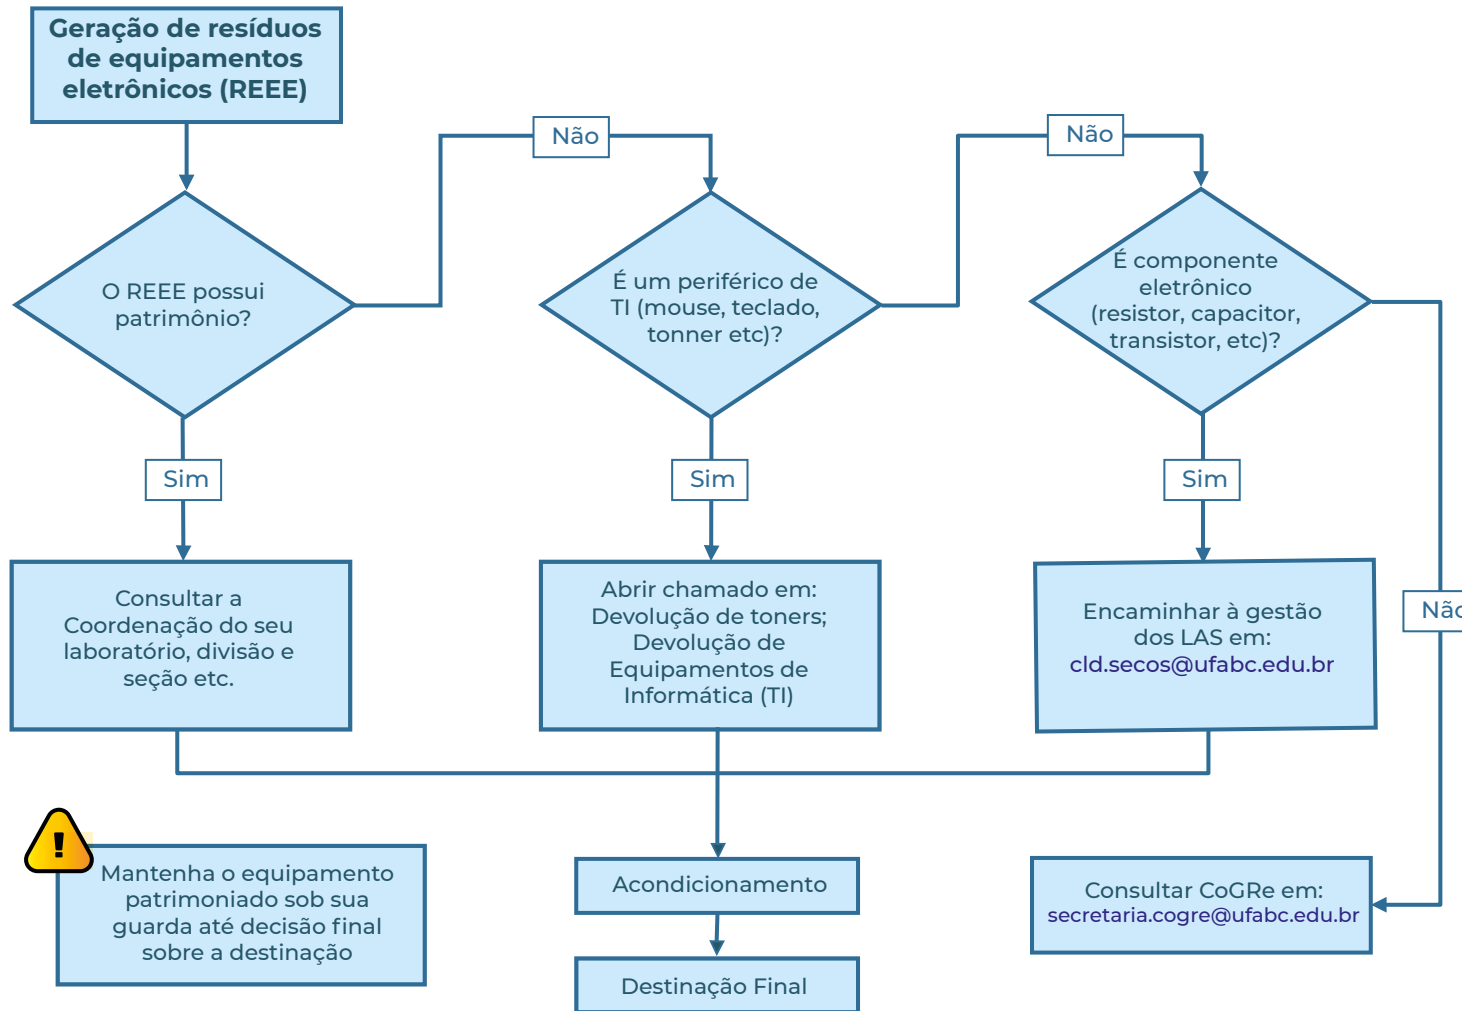 Geração de resíduos
de equipamentos
eletrônicos (REEE)
Não
Não
O REEE possui
patrimônio?
É um periférico de
TI (mouse, teclado,
tonner etc)?
É componente
eletrônico
(resistor, capacitor,
transistor, etc)?
Sim
Sim
Sim
Consultar a
Coordenação do seu
laboratório, divisão e
seção etc.
Abrir chamado em:
Devolução de toners;
Devolução de
Equipamentos de
Informática (TI)
Encaminhar à gestão
dos LAS em:
cld.secos@ufabc.edu.br
Não
!
Mantenha o equipamento
patrimoniado sob sua
guarda até decisão final
sobre a destinação
Acondicionamento
Destinação Final
Consultar CoGRe em:
secretaria.cogre@ufabc.edu.br